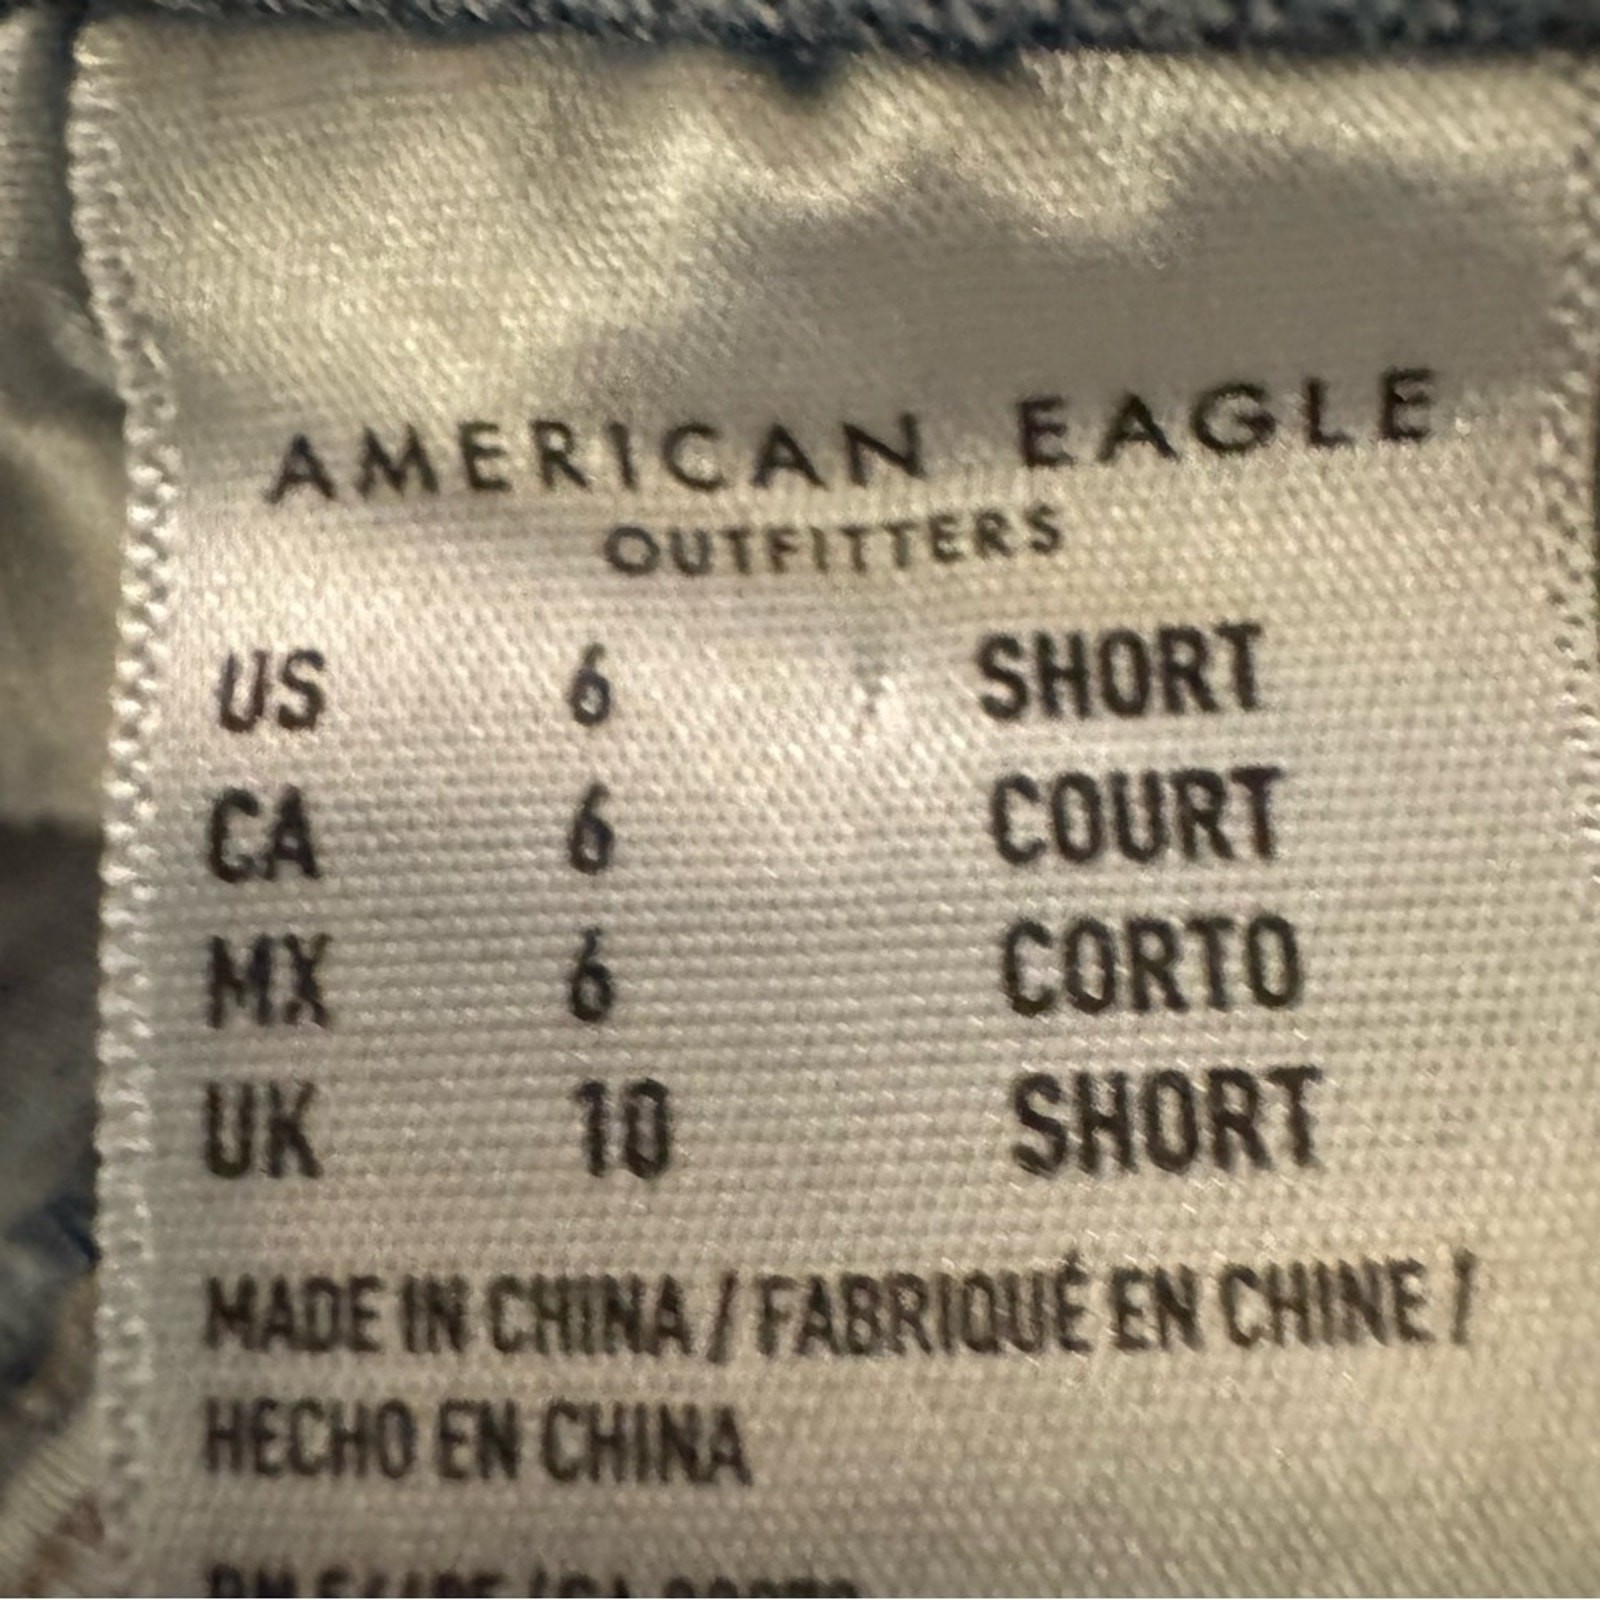 AMERICAN EAGLE
OUTFITTERS
US 6 SHORT
CA 6 COURT
MX 6 CORTO
UK 10 SHORT
MADE IN CHINA / FABRIQUÉ EN CHINE /
HECHO EN CHINA